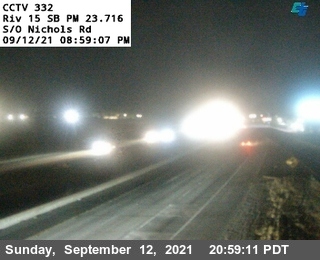 CCTV 332
Riv 15 SB PM 23.716
S/O Nichols Rd
09/12/21 08:59:07 PM
Sunday, September 12, 2021 20:59:11 PDT